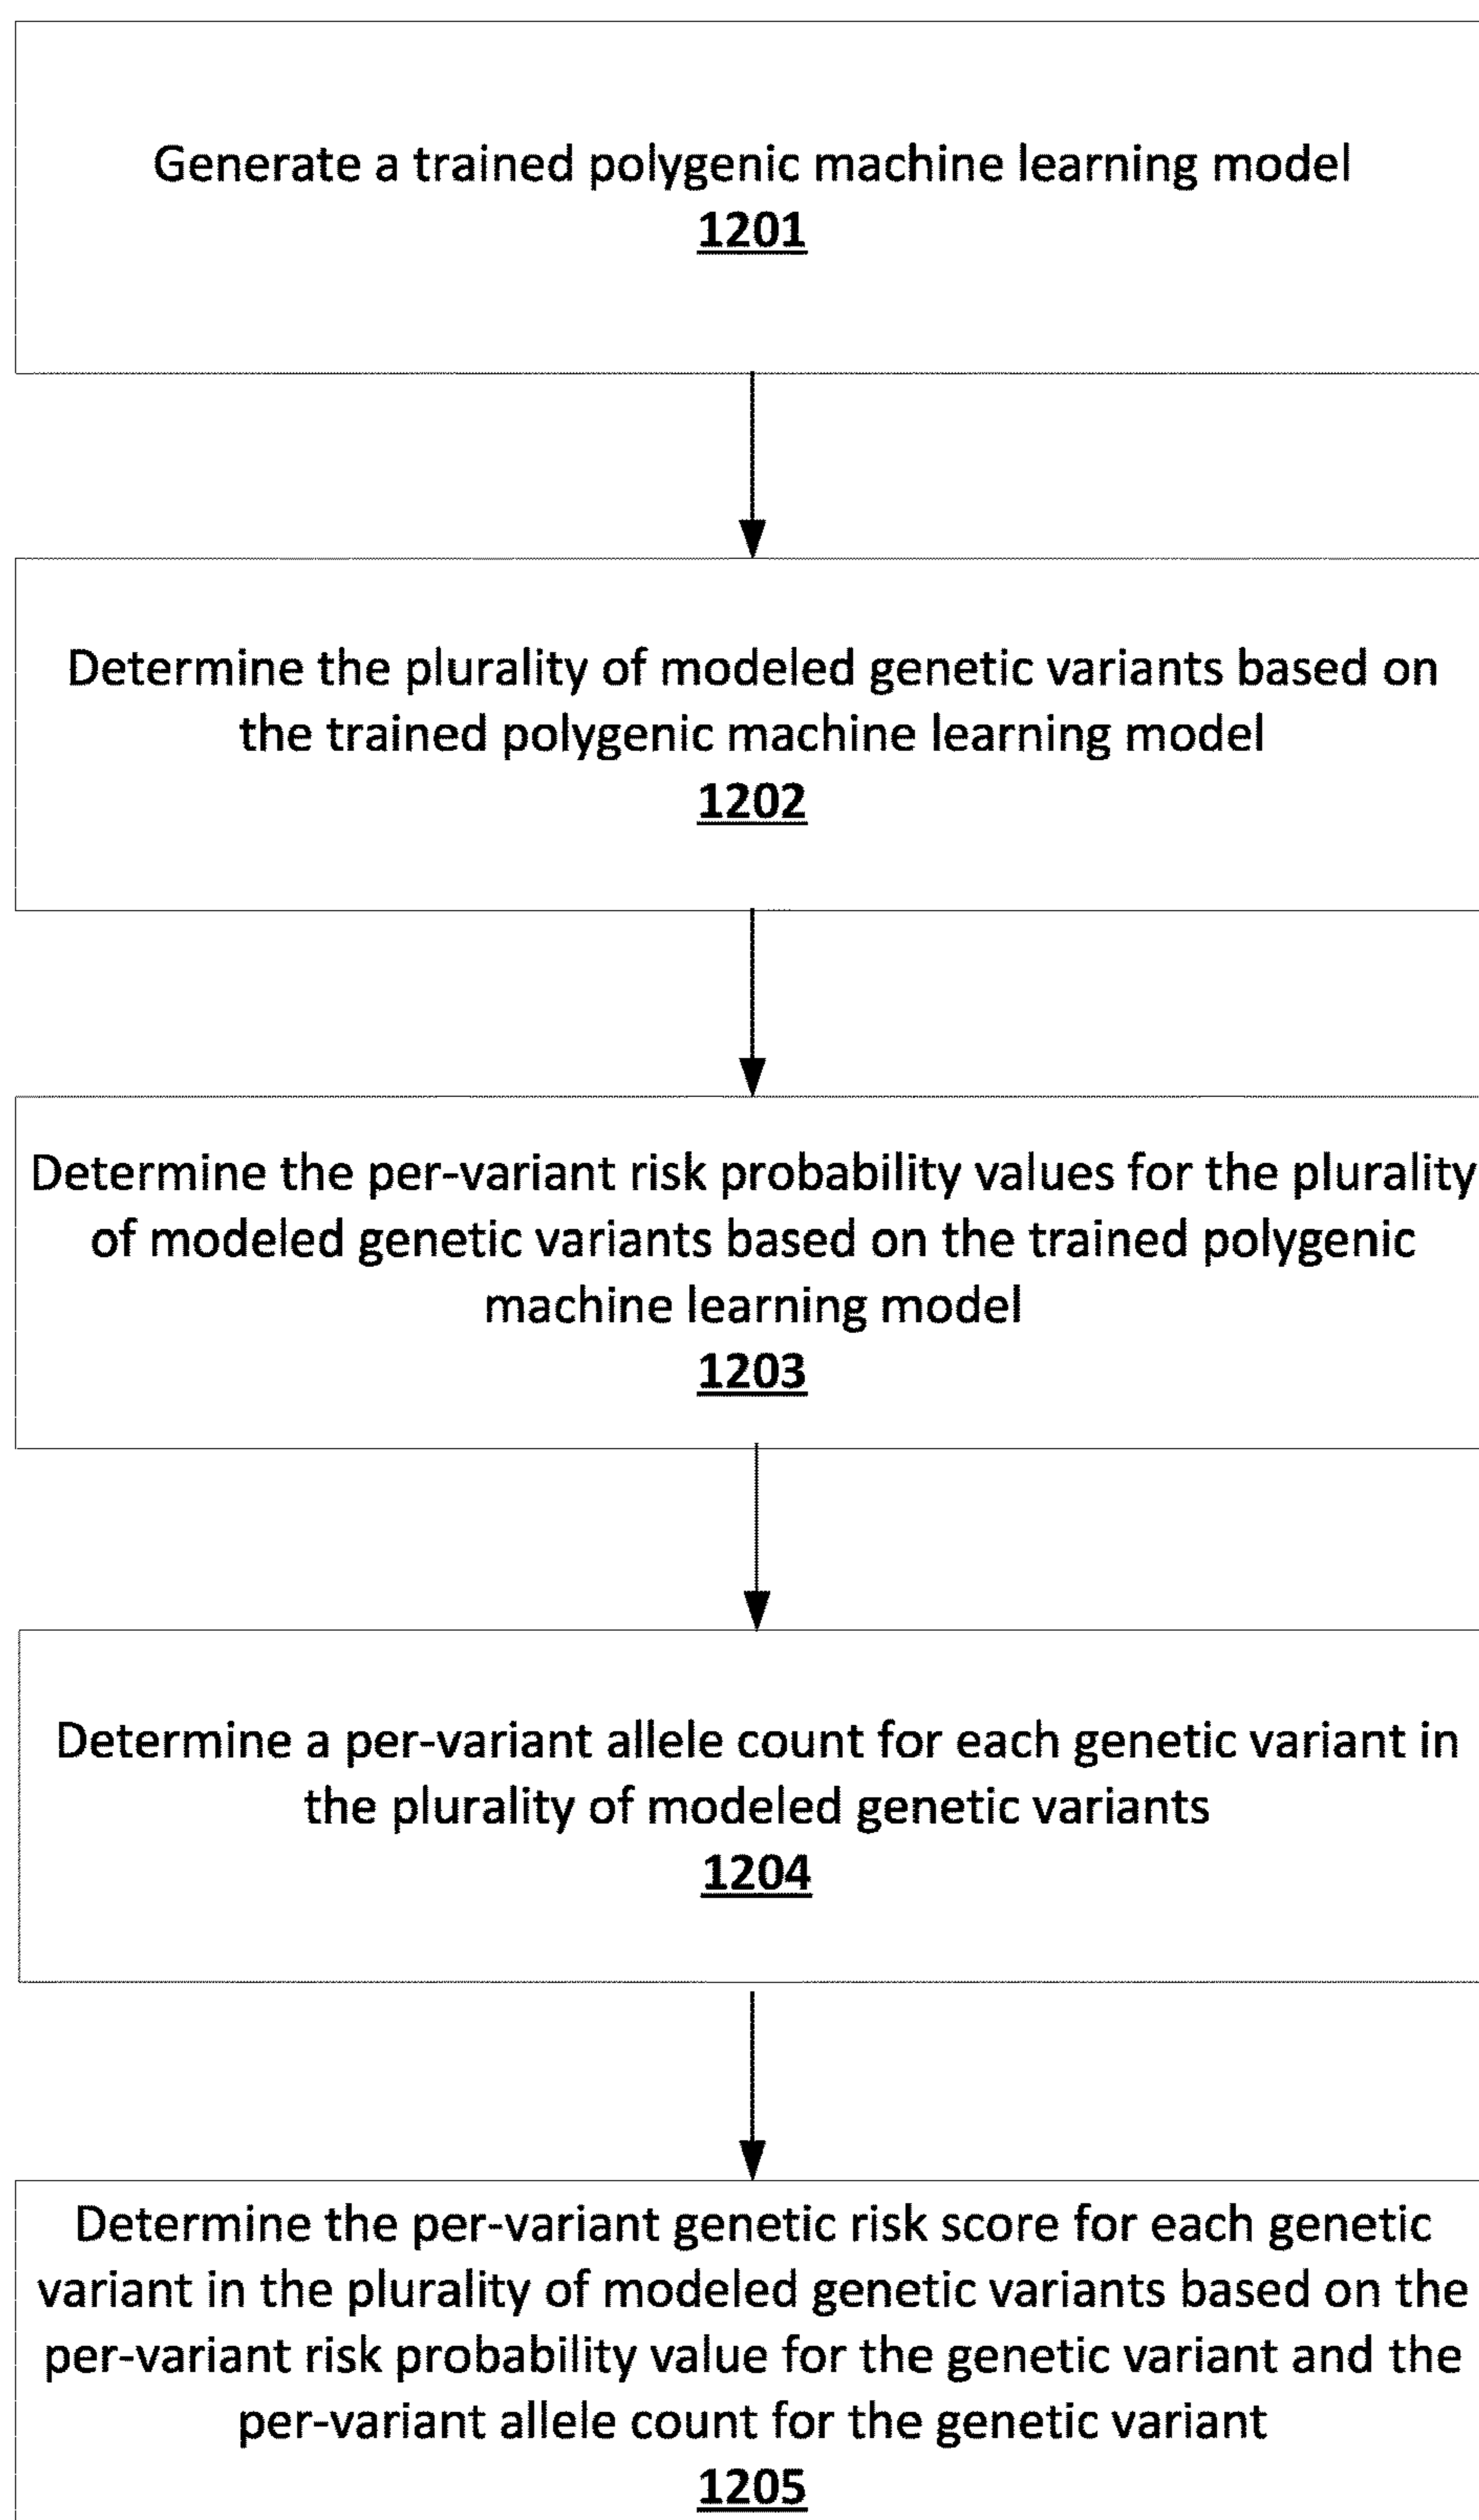 Generate a trained polygenic machine learning model
1201
Determine the plurality of modeled genetic variants based on
the trained polygenic machine learning model
1202
Determine the per-variant risk probability values for the plurality
of modeled genetic variants based on the trained polygenic
machine learning model
1203
Determine a per-variant allele count for each genetic variant in
the plurality of modeled genetic variants
1204
Determine the per-variant genetic risk score for each genetic
variant in the plurality of modeled genetic variants based on the
per-variant risk probability value for the genetic variant and the
per-variant allele count for the genetic variant
1205